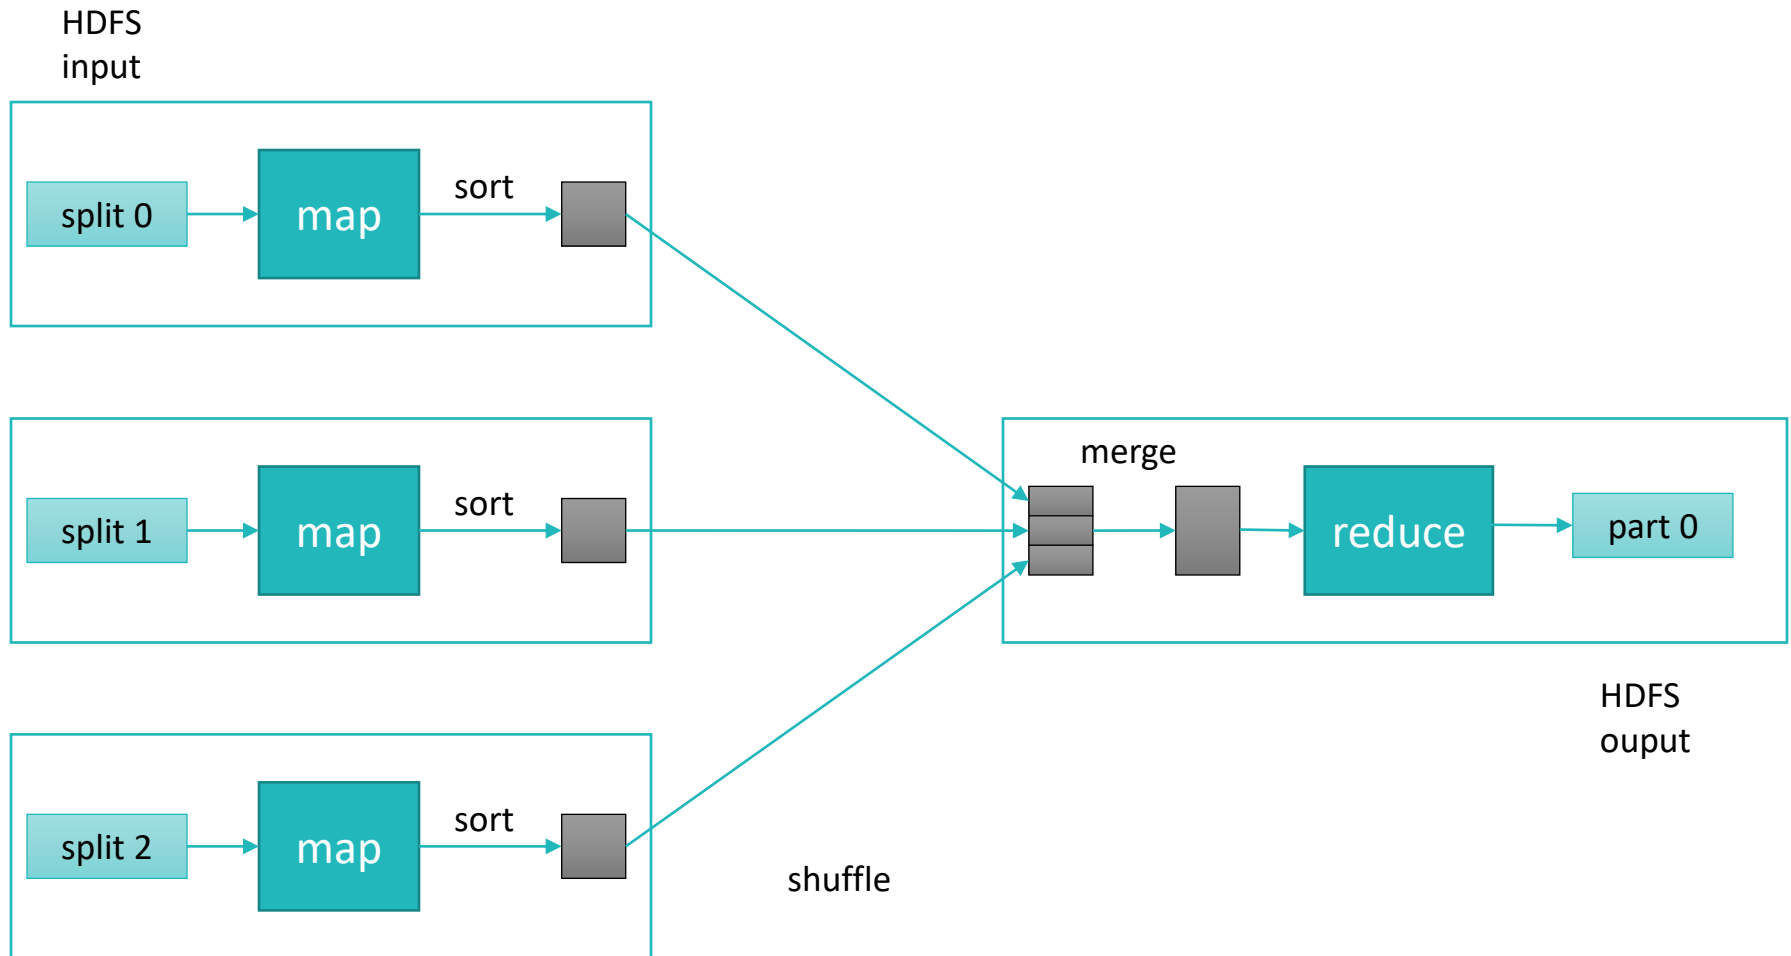 HDFS
input
split 0
map
sort
split 1
map
sort
merge
reduce
part 0
HDFS
ouput
split 2
map
sort
shuffle